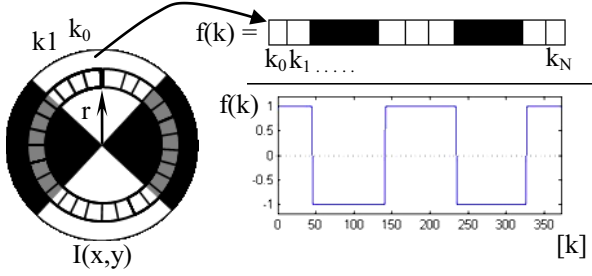 k1 k₀
f(k) =
k₀ k₁ ..... k_N
r
I(x,y)
f(k)
1
0.5
0
-0.5
-1
0 50 100 150 200 250 300 350
[k]